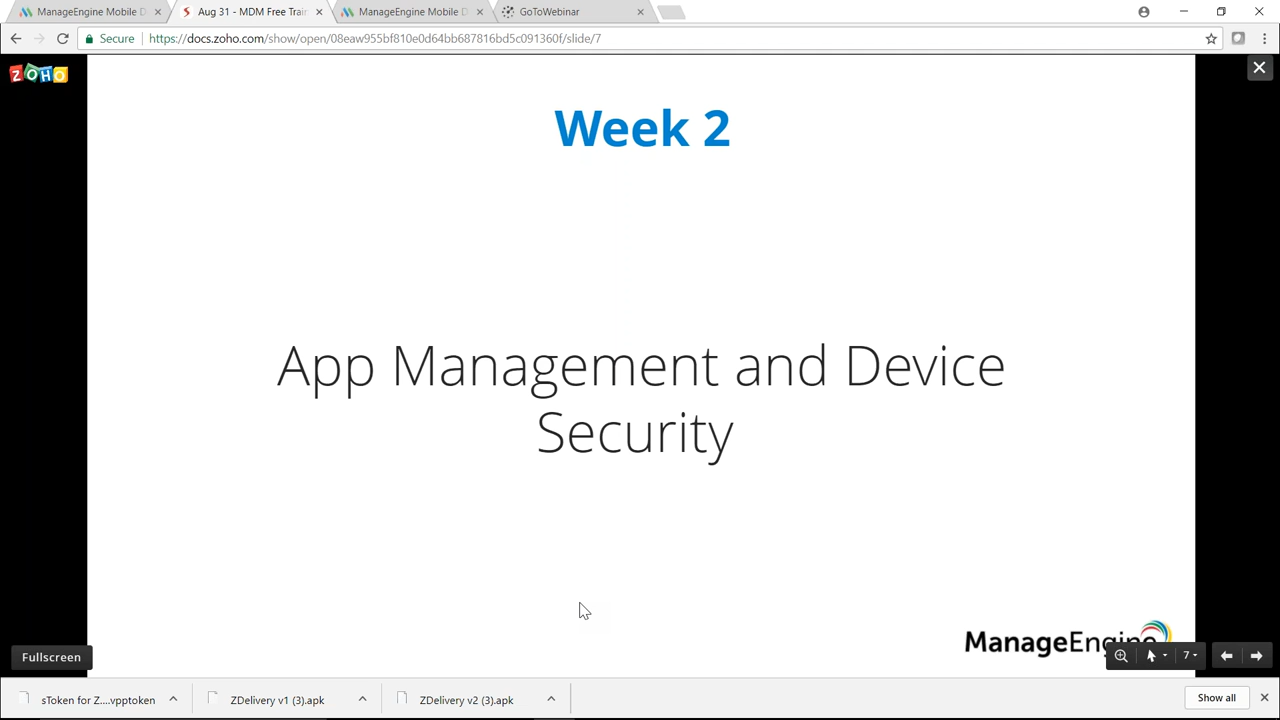 ManageEngine Mobile D
Aug 31 - MDM Free Train
ManageEngine Mobile D
GoToWebinar
Secure
https://docs.zoho.com/show/open/08eaw955bf810e0d64bb687816bd5c091360f/slide/7
ZOHO
Week 2
App Management and Device
Security
ManageEngine
Fullscreen
7
sToken for Z....vpptoken
ZDelivery v1 (3).apk
ZDelivery v2 (3).apk
Show all